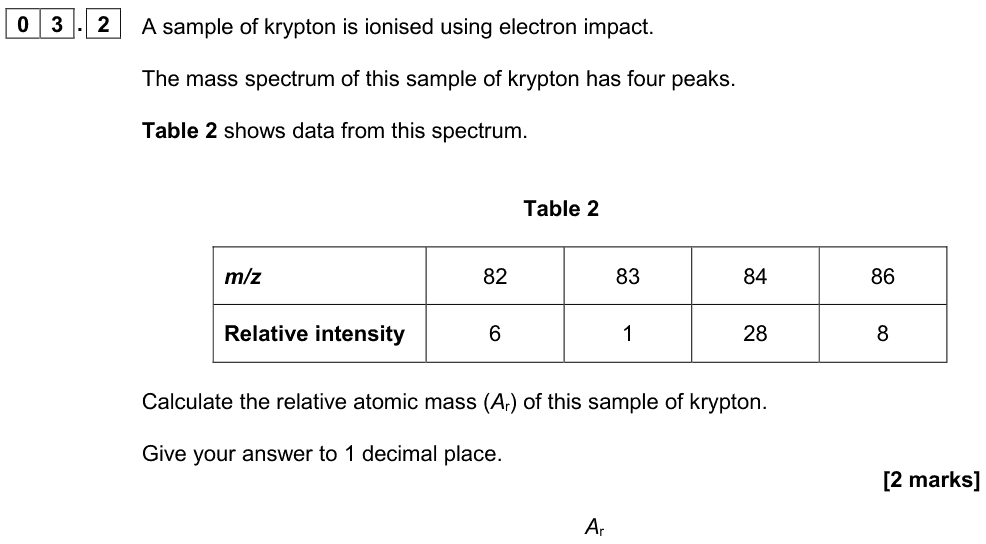 0 3 . 2 A sample of krypton is ionised using electron impact.
The mass spectrum of this sample of krypton has four peaks.
Table 2 shows data from this spectrum.
Table 2
m/z 82 83 84 86
Relative intensity 6 1 28 8
Calculate the relative atomic mass (Ar) of this sample of krypton.
Give your answer to 1 decimal place.
[2 marks]
Ar